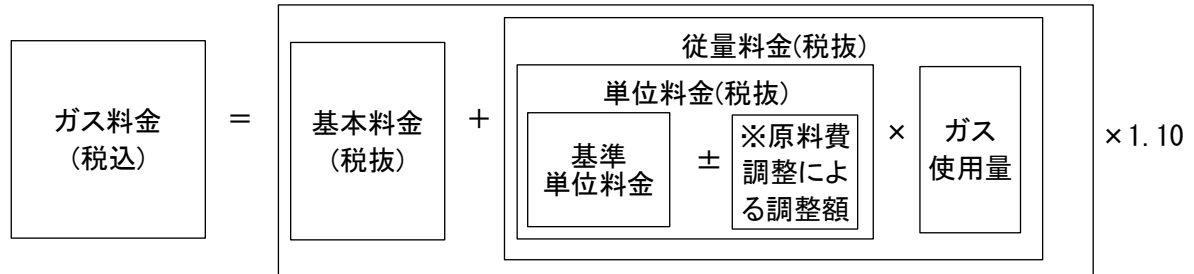 ガス料金
(税込)
＝
基本料金
(税抜)
＋
従量料金(税抜)
単位料金(税抜)
基準
単位料金
±
※原料費
調整によ
る調整額
×
ガス
使用量
×1.10